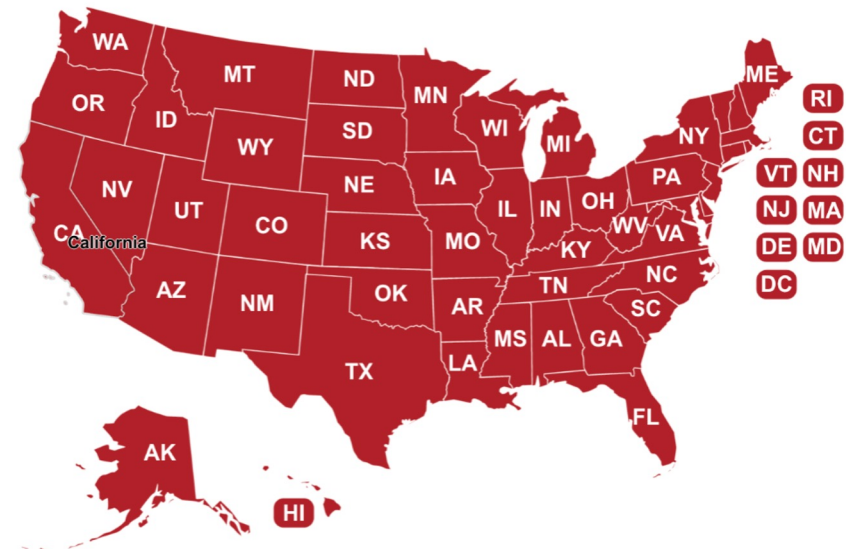 WA
MT
ND
MN
ME
OR
ID
WY
SD
WI
MI
NY
RI
CT
NV
UT
CO
NE
IA
IL
IN
OH
PA
VT
NH
CA
California
KS
MO
KY
WV
VA
NJ
MA
AZ
NM
OK
AR
TN
NC
DE
MD
SC
DC
TX
LA
MS
AL
GA
FL
AK
HI